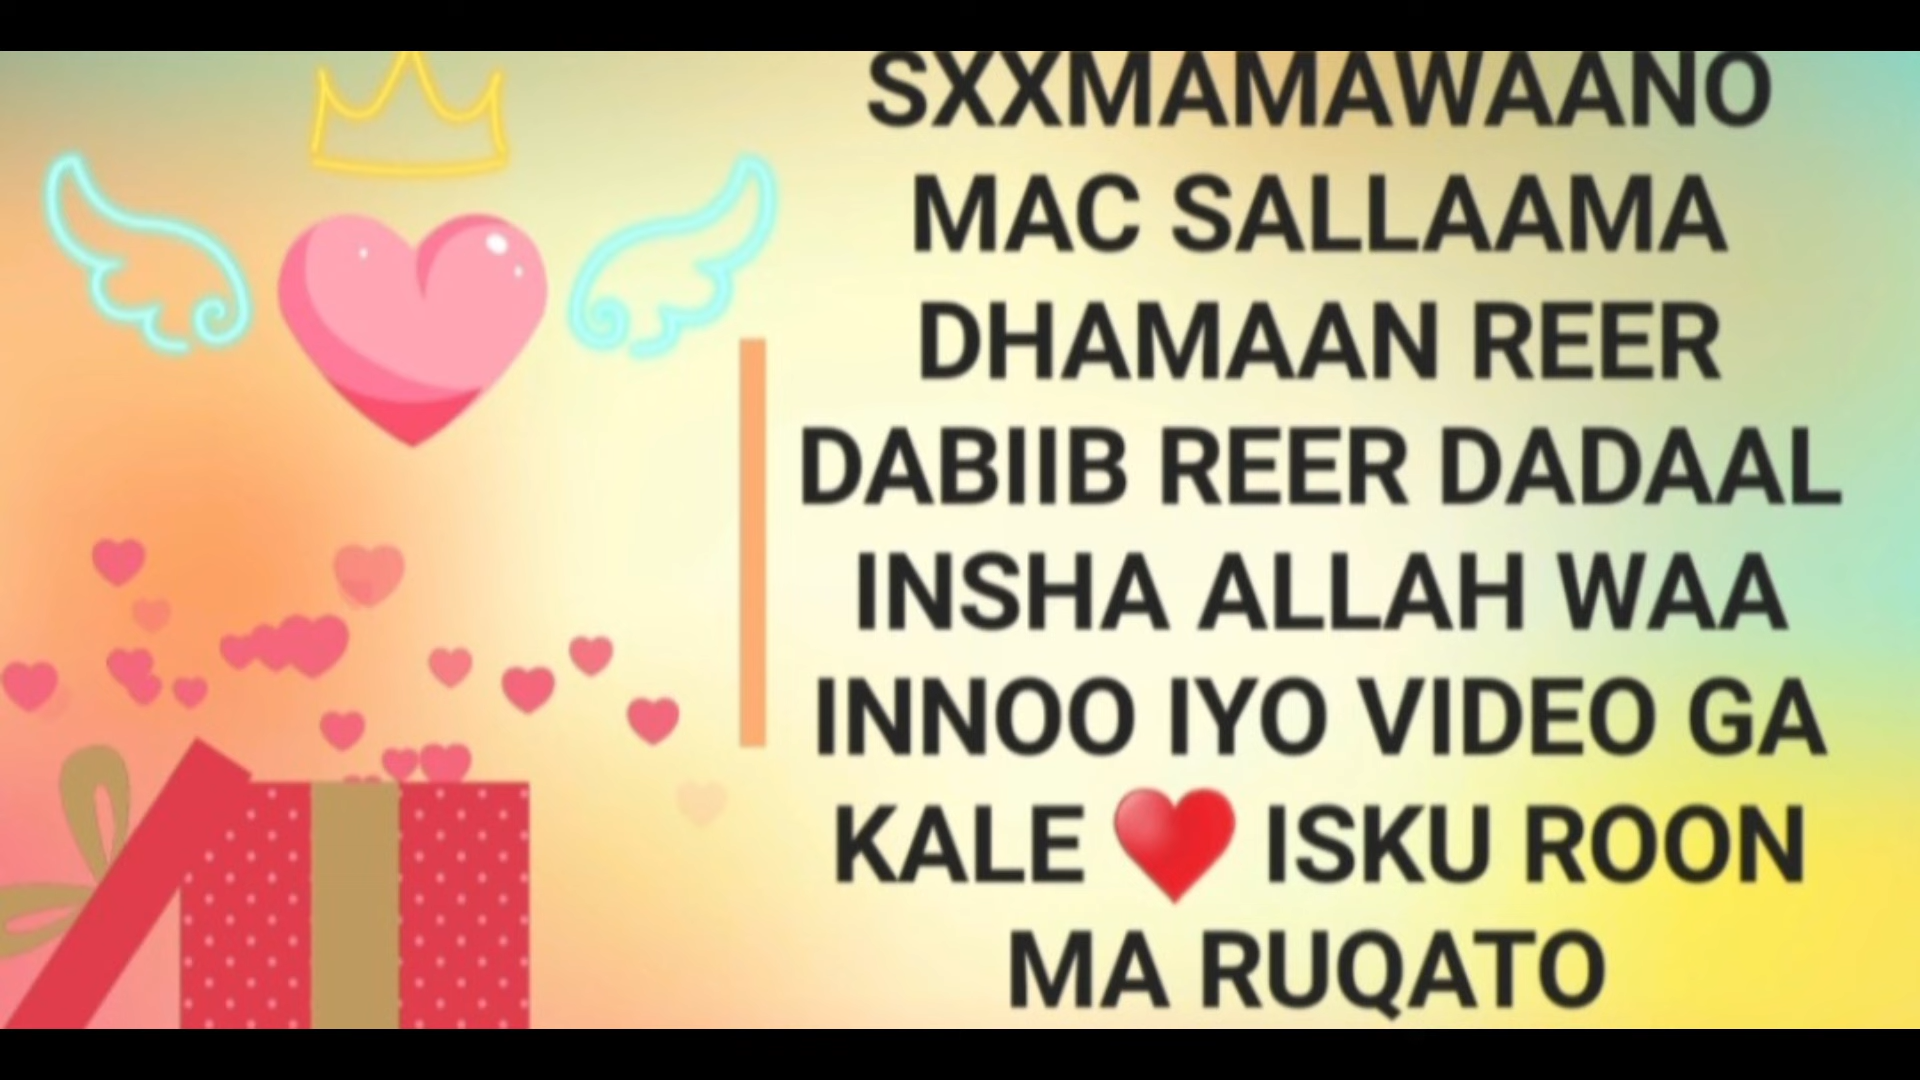 SXXMAMAWAANO
MAC SALLAAMA
DHAMAAN REER
DABIIB REER DADAAL
INSHA ALLAH WAA
INNOO IYO VIDEO GA
KALE ❤️ ISKU ROON
MA RUQATO